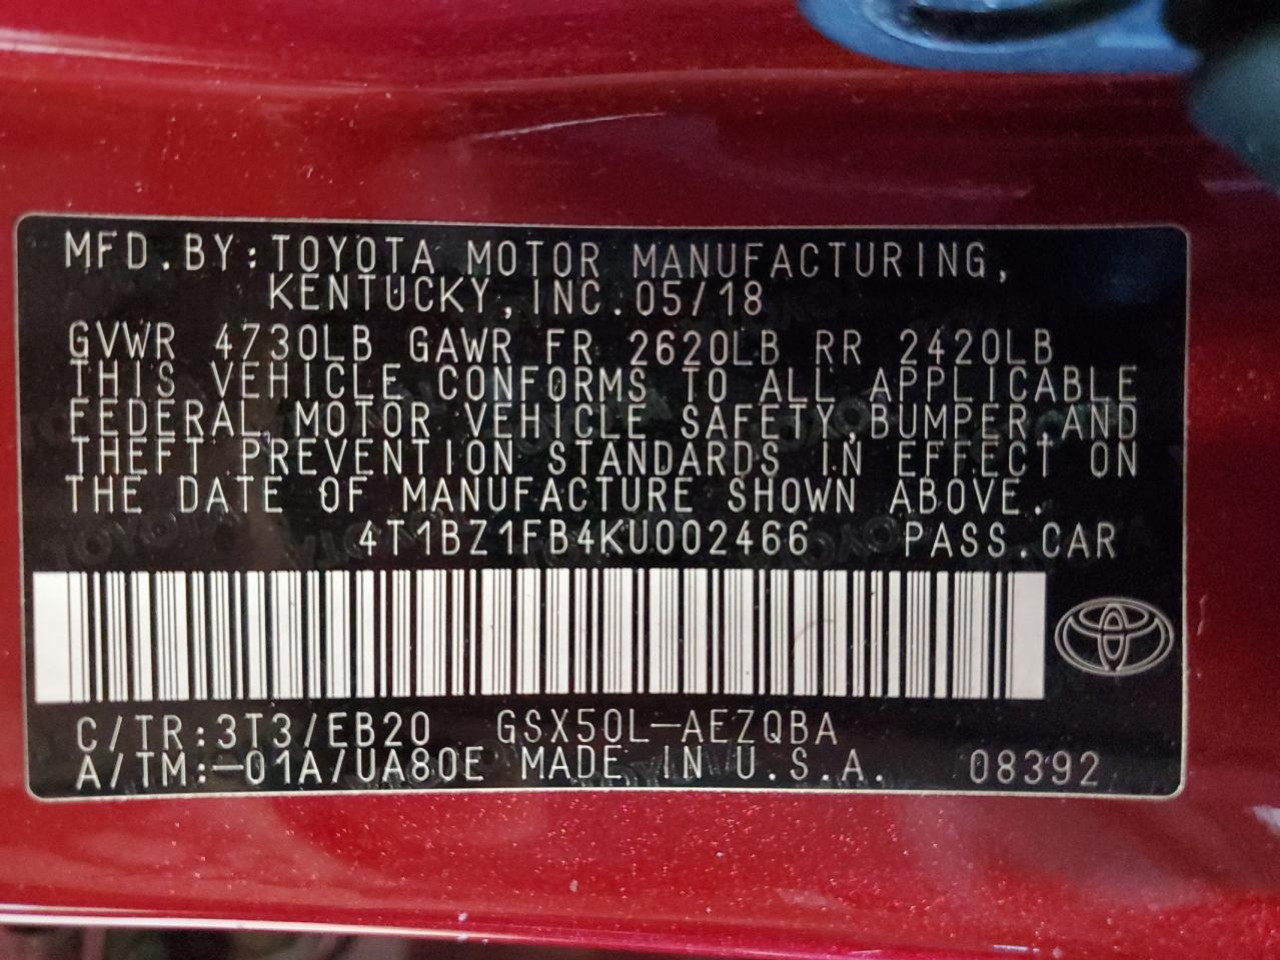 MFD.BY:TOYOTA MOTOR MANUFACTURING,
KENTUCKY,INC.05/18
GVWR 4730LB GAWR FR 2620LB RR 2420LB
THIS VEHICLE CONFORMS TO ALL APPLICABLE
FEDERAL MOTOR VEHICLE SAFETY,BUMPER,AND
THEFT PREVENTION STANDARDS IN EFFECT ON
THE DATE OF MANUFACTURE SHOWN ABOVE.
4T1BZ1FB4KU002466 PASS.CAR
C/TR:3T3/EB20 GSX50L-AEZQBA
A/TM:-01A/UA80E MADE IN U.S.A. 08392